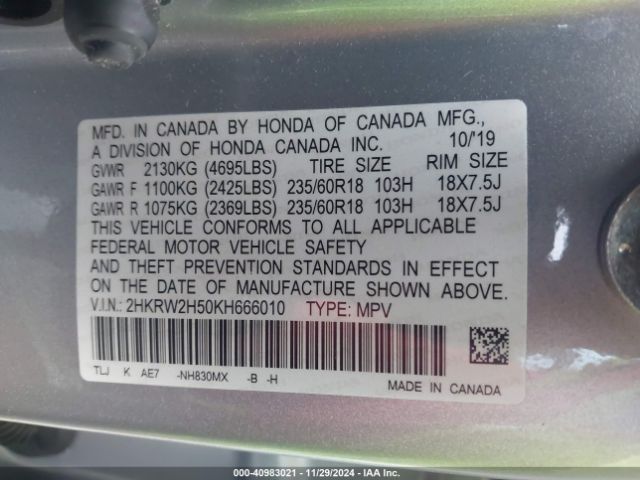 MFD. IN CANADA BY HONDA OF CANADA MFG.,
A DIVISION OF HONDA CANADA INC. 10/'19
GVWR 2130KG (4695LBS) TIRE SIZE RIM SIZE
GAWR F 1100KG (2425LBS) 235/60R18 103H 18X7.5J
GAWR R 1075KG (2369LBS) 235/60R18 103H 18X7.5J
THIS VEHICLE CONFORMS TO ALL APPLICABLE
FEDERAL MOTOR VEHICLE SAFETY
AND THEFT PREVENTION STANDARDS IN EFFECT
ON THE DATE OF MANUFACTURE SHOWN ABOVE.
V.I.N.: 2HKRW2H50KH666010 TYPE: MPV
TLJ K AE7 -NH830MX -B -H
MADE IN CANADA
000-40983021 - 11/29/2024 - IAA Inc.